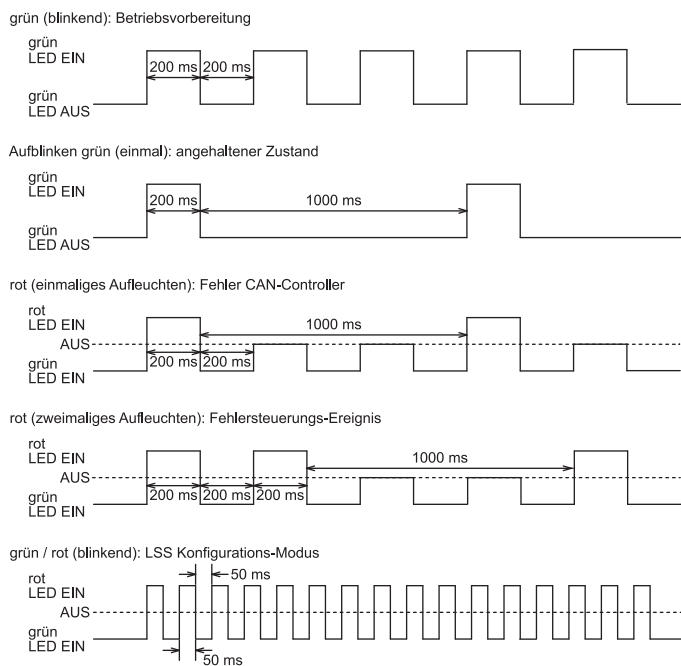 grün (blinkend): Betriebsvorbereitung
grün
LED EIN
200 ms 200 ms
grün
LED AUS
Aufblinken grün (einmal): angehaltener Zustand
grün
LED EIN
200 ms 1000 ms
grün
LED AUS
rot (einmaliges Aufleuchten): Fehler CAN-Controller
rot
LED EIN
1000 ms
AUS
200 ms 200 ms
grün
LED EIN
rot (zweimaliges Aufleuchten): Fehlersteuerungs-Ereignis
rot
LED EIN
1000 ms
AUS
200 ms 200 ms 200 ms
grün
LED EIN
grün / rot (blinkend): LSS Konfigurations-Modus
rot
LED EIN
50 ms
AUS
grün
LED EIN
50 ms